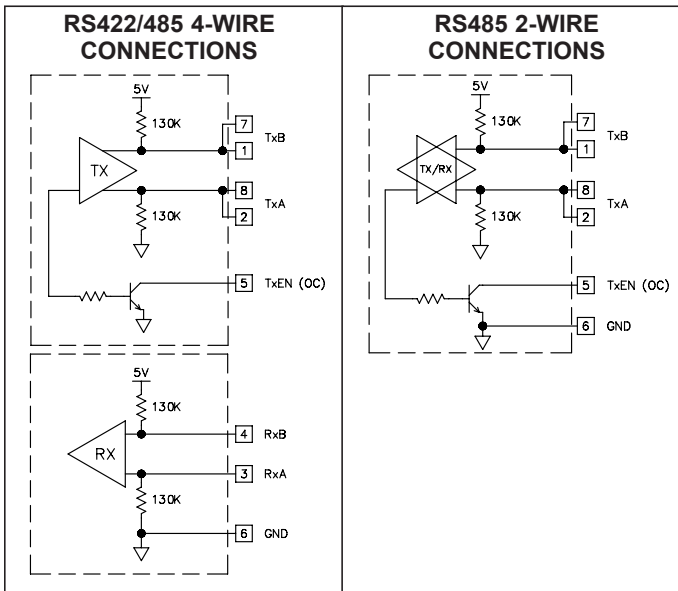 RS422/485 4-WIRE
CONNECTIONS
5V
130K
7
TxB
1
TX
8
TxA
130K
2
5
TxEN (OC)
5V
130K
4
RxB
RX
3
RxA
130K
6
GND
RS485 2-WIRE
CONNECTIONS
5V
130K
7
TxB
1
TX/RX
8
TxA
130K
2
5
TxEN (OC)
6
GND